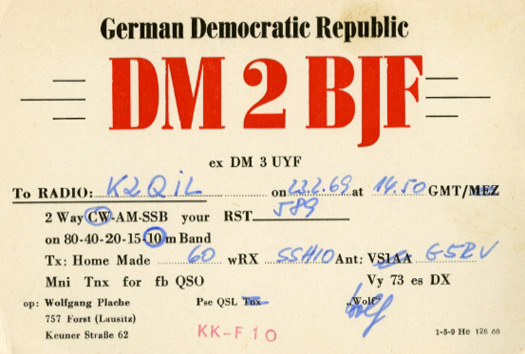 German Democratic Republic
DM 2 BJF
ex DM 3 UYF
To RADIO: K2QiL on 23.2.69 at 14.50 GMT/MEZ
2 Way CW-AM-SSB your RST 589
on 80-40-20-15-10 m Band
Tx: Home Made 60 wRX SSH10 Ant: VS1AA G5RV
Mni Tnx for fb QSO Vy 73 es DX
op: Wolfgang Plache Pse QSL Tnx „Wolf“
757 Forst (Lausitz) Wolf
Keuner Straße 62 KK-F10 1-5-9 He 128 68